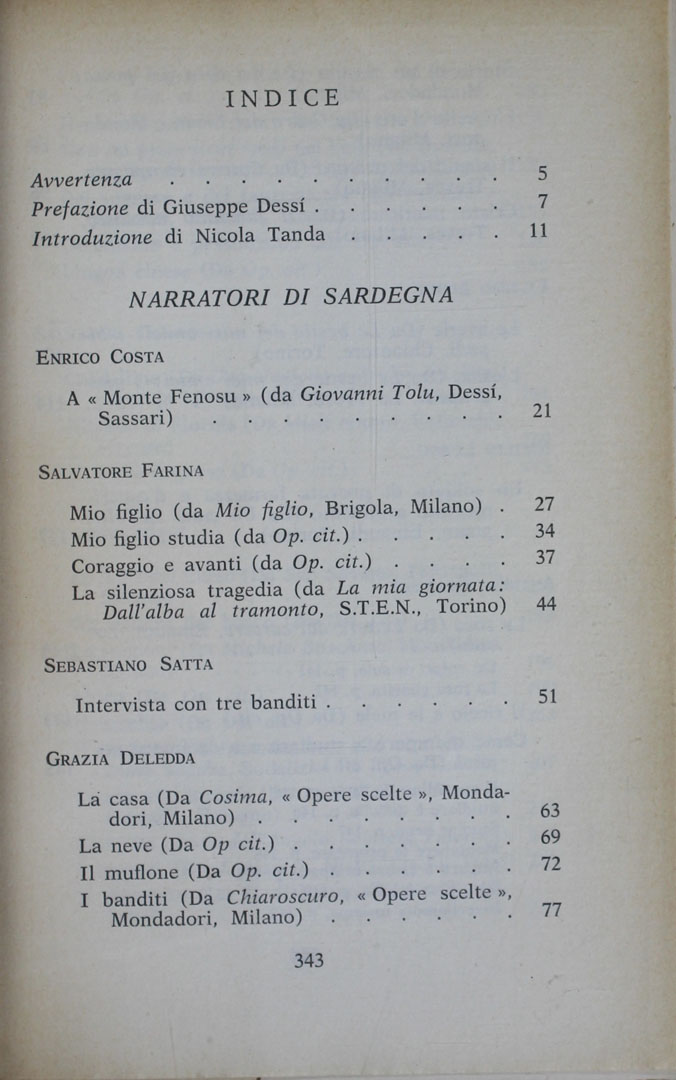 INDICE
Avvertenza . . . . . . . . . . . . 5
Prefazione di Giuseppe Dessí . . . . . . 7
Introduzione di Nicola Tanda . . . . . 11
NARRATORI DI SARDEGNA
ENRICO COSTA
A « Monte Fenosu » (da Giovanni Tolu, Dessí,
Sassari) . . . . . . . . . 21
SALVATORE FARINA
Mio figlio (da Mio figlio, Brigola, Milano) . 27
Mio figlio studia (da Op. cit.) . . . . . 34
Coraggio e avanti (da Op. cit.) . . . . 37
La silenziosa tragedia (da La mia giornata:
Dall'alba al tramonto, S.T.E.N., Torino) 44
SEBASTIANO SATTA
Intervista con tre banditi . . . . . . 51
GRAZIA DELEDDA
La casa (Da Cosima, « Opere scelte », Monda-
dori, Milano) . . . . . . . . 63
La neve (Da Op cit.) . . . . . . . 69
Il muflone (Da Op. cit.) . . . . . . 72
I banditi (Da Chiaroscuro, « Opere scelte »,
Mondadori, Milano) . . . . . . 77
343